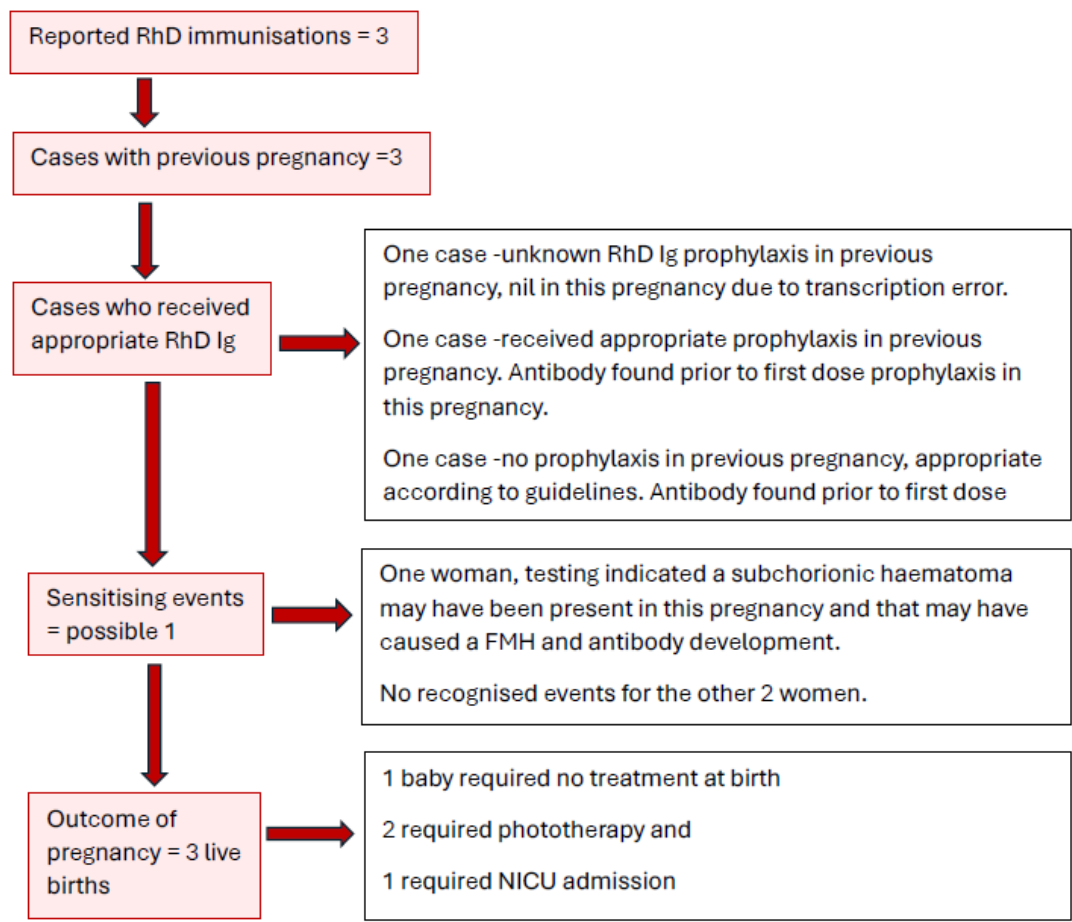 Reported RhD immunisations = 3
Cases with previous pregnancy =3
Cases who received
appropriate RhD Ig
One case -unknown RhD Ig prophylaxis in previous
pregnancy, nil in this pregnancy due to transcription error.
One case -received appropriate prophylaxis in previous
pregnancy. Antibody found prior to first dose prophylaxis in
this pregnancy.
One case -no prophylaxis in previous pregnancy, appropriate
according to guidelines. Antibody found prior to first dose
Sensitising events
= possible 1
One woman, testing indicated a subchorionic haematoma
may have been present in this pregnancy and that may have
caused a FMH and antibody development.
No recognised events for the other 2 women.
Outcome of
pregnancy = 3 live
births
1 baby required no treatment at birth
2 required phototherapy and
1 required NICU admission